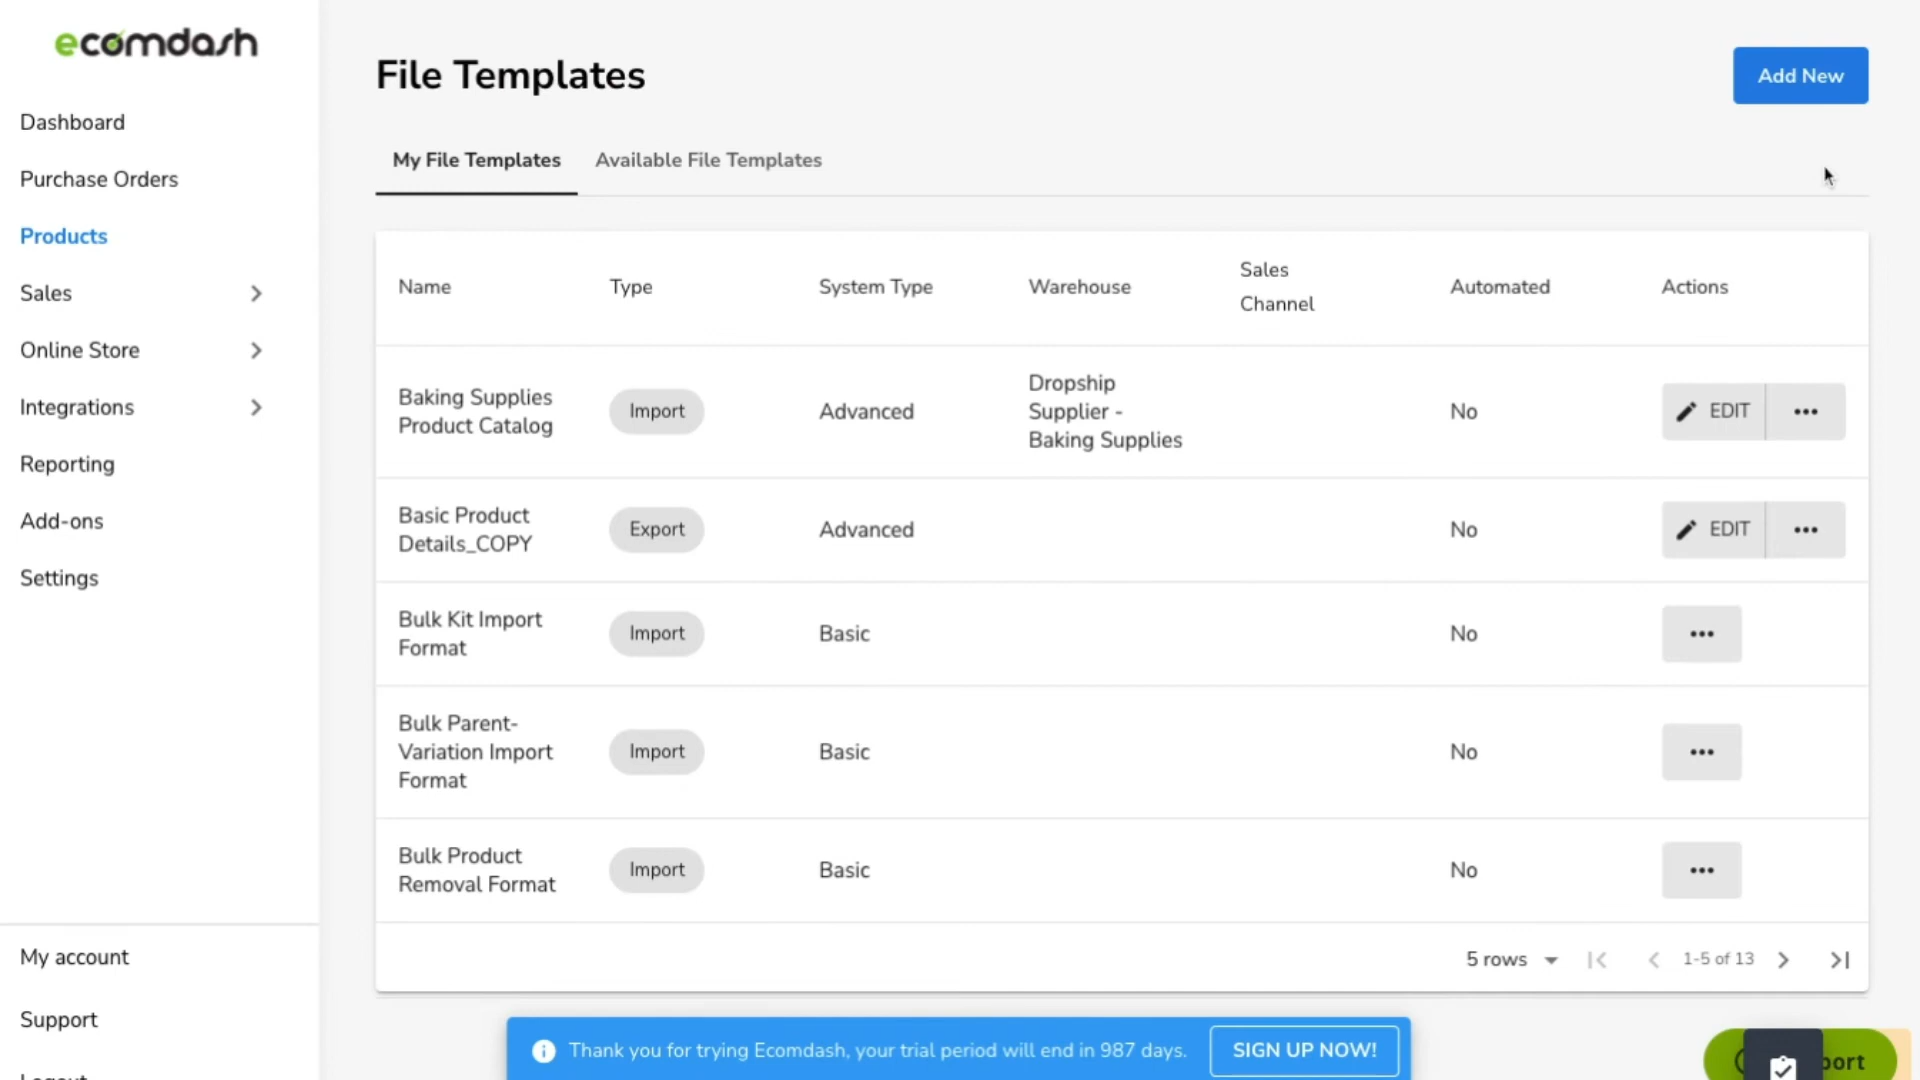 ecomdash
Dashboard
Purchase Orders
Products
Sales
Online Store
Integrations
Reporting
Add-ons
Settings
My account
Support
File Templates
Add New
My File Templates
Available File Templates
Name
Type
System Type
Warehouse
Sales
Channel
Automated
Actions
Baking Supplies
Product Catalog
Import
Advanced
Dropship
Supplier -
Baking Supplies
No
EDIT
Basic Product
Details_COPY
Export
Advanced
No
EDIT
Bulk Kit Import
Format
Import
Basic
No
Bulk Parent-
Variation Import
Format
Import
Basic
No
Bulk Product
Removal Format
Import
Basic
No
5 rows
1-5 of 13
Thank you for trying Ecomdash, your trial period will end in 987 days.
SIGN UP NOW!